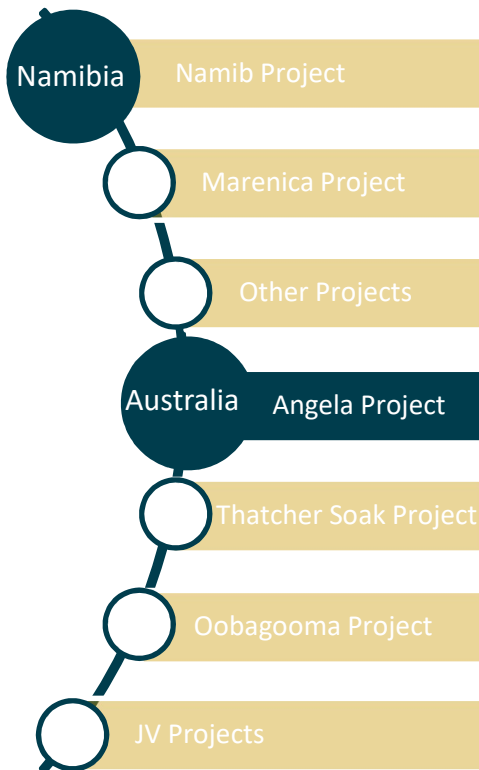 Namibia
Namib Project
Marenica Project
Other Projects
Australia
Angela Project
Thatcher Soak Project
Oobagooma Project
JV Projects